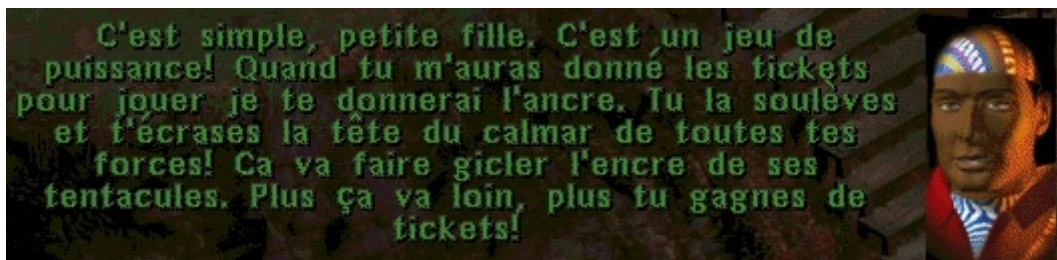 C'est simple, petite fille. C'est un jeu de
puissance! Quand tu m'auras donné les tickets
pour jouer je te donnerai l'ancre. Tu la soulèves
et t'écrases la tête du calmar de toutes tes
forces! Ca va faire gicler l'encre de ses
tentacules. Plus ça va loin, plus tu gagnes de
tickets!